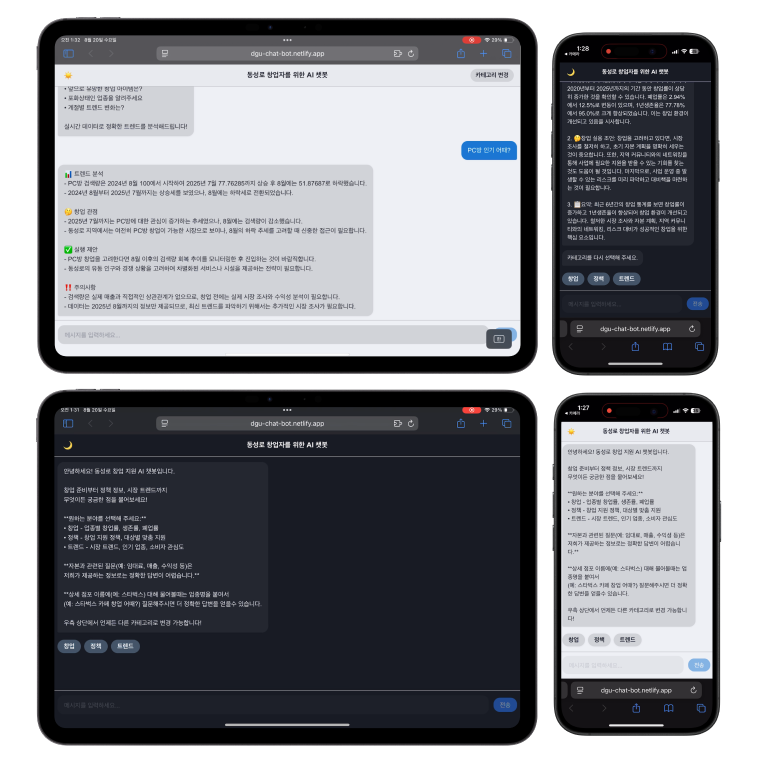 오전 1:32 8월 20일 수요일
29%
dgu-chat-bot.netlify.app
동성로 창업자를 위한 AI 챗봇
카테고리 변경
• 앞으로 유망한 창업 아이템은?
• 포화상태인 업종을 알려주세요
• 계절별 트렌드 변화는?
실시간 데이터로 정확한 트렌드를 분석해드립니다!
PC방 인기 어때?
📊 트렌드 분석
- PC방 검색량은 2024년 8월 100에서 시작하여 2025년 7월 77.76285까지 상승 후 8월에는 51.87687로 하락했습니다.
- 2024년 8월부터 2025년 7월까지는 상승세를 보였으나, 8월에는 하락세로 전환되었습니다.
🤔 창업 관점
- 2025년 7월까지는 PC방에 대한 관심이 증가하는 추세였으나, 8월에는 검색량이 감소했습니다.
- 동성로 지역에서는 여전히 PC방 창업이 가능한 시장으로 보이나, 8월의 하락 추세를 고려할 때 신중한 접근이 필요합니다.
✅ 실행 제안
- PC방 창업을 고려한다면 8월 이후의 검색량 회복 추이를 모니터링한 후 진입하는 것이 바람직합니다.
- 동성로의 유동 인구와 경쟁 상황을 고려하여 차별화된 서비스나 시설을 제공하는 전략이 필요합니다.
‼️ 주의사항
- 검색량은 실제 매출과 직접적인 상관관계가 없으므로, 창업 전에는 실제 시장 조사와 수익성 분석이 필요합니다.
- 데이터는 2025년 8월까지의 정보만 제공되므로, 최신 트렌드를 파악하기 위해서는 추가적인 시장 조사가 필요합니다.
메시지를 입력하세요...
한
1:28
◀ 카메라
동성로 창업자를 위한 AI 챗봇
2020년부터 2025년까지의 기간 동안 창업률이 상당
히 증가한 것을 확인할 수 있습니다. 폐업률은 2.94%
에서 12.5%로 변동이 있었으며, 1년생존율은 77.78%
에서 95.0%로 크게 향상되었습니다. 이는 창업 환경이
개선되고 있음을 시사합니다.
2. 🤔창업 실용 조언: 창업을 고려하고 있다면, 시장
조사를 철저히 하고, 초기 자본 계획을 명확히 세우는
것이 중요합니다. 또한, 지역 커뮤니티와의 네트워킹을
통해 사업에 필요한 지원을 받을 수 있는 기회를 찾는
것도 도움이 될 것입니다. 마지막으로, 사업 운영 중 발
생할 수 있는 리스크를 미리 파악하고 대비책을 마련하
는 것이 필요합니다.
3. 📋요약: 최근 6년간의 창업 통계를 보면 창업률이
증가하고 1년생존율이 향상되어 창업 환경이 개선되고
있습니다. 철저한 시장 조사와 자본 계획, 지역 커뮤니
티와의 네트워킹, 리스크 대비가 성공적인 창업을 위한
핵심 요소입니다.
카테고리를 다시 선택해 주세요.
창업 정책 트렌드
메시지를 입력하세요...
전송
dgu-chat-bot.netlify.app
오전 1:31 8월 20일 수요일
29%
dgu-chat-bot.netlify.app
동성로 창업자를 위한 AI 챗봇
안녕하세요! 동성로 창업 지원 AI 챗봇입니다.
창업 준비부터 정책 정보, 시장 트렌드까지
무엇이든 궁금한 점을 물어보세요!
**원하는 분야를 선택해 주세요:**
• 창업 - 업종별 창업률, 생존율, 폐업률
• 정책 - 창업 지원 정책, 대상별 맞춤 지원
• 트렌드 - 시장 트렌드, 인기 업종, 소비자 관심도
**자본과 관련된 질문(예: 임대료, 매출, 수익성 등)은
저희가 제공하는 정보로는 정확한 답변이 어렵습니다.**
**상세 점포 이름에(예: 스타벅스) 대해 물어볼때는 업종명을 붙여서
(예: 스타벅스 카페 창업 어때?) 질문해주시면 더 정확한 답변을 얻을수 있습니다.
우측 상단에서 언제든 다른 카테고리로 변경 가능합니다!
창업 정책 트렌드
메시지를 입력하세요...
전송
1:27
◀ 카메라
동성로 창업자를 위한 AI 챗봇
안녕하세요! 동성로 창업 지원 AI 챗봇입니다.
창업 준비부터 정책 정보, 시장 트렌드까지
무엇이든 궁금한 점을 물어보세요!
**원하는 분야를 선택해 주세요:**
• 창업 - 업종별 창업률, 생존율, 폐업률
• 정책 - 창업 지원 정책, 대상별 맞춤 지원
• 트렌드 - 시장 트렌드, 인기 업종, 소비자 관심도
**자본과 관련된 질문(예: 임대료, 매출, 수익성 등)은
저희가 제공하는 정보로는 정확한 답변이 어렵습니
다.**
**상세 점포 이름에(예: 스타벅스) 대해 물어볼때는 업
종명을 붙여서
(예: 스타벅스 카페 창업 어때?) 질문해주시면 더 정확
한 답변을 얻을수 있습니다.
우측 상단에서 언제든 다른 카테고리로 변경 가능합니
다!
창업 정책 트렌드
메시지를 입력하세요...
전송
dgu-chat-bot.netlify.app